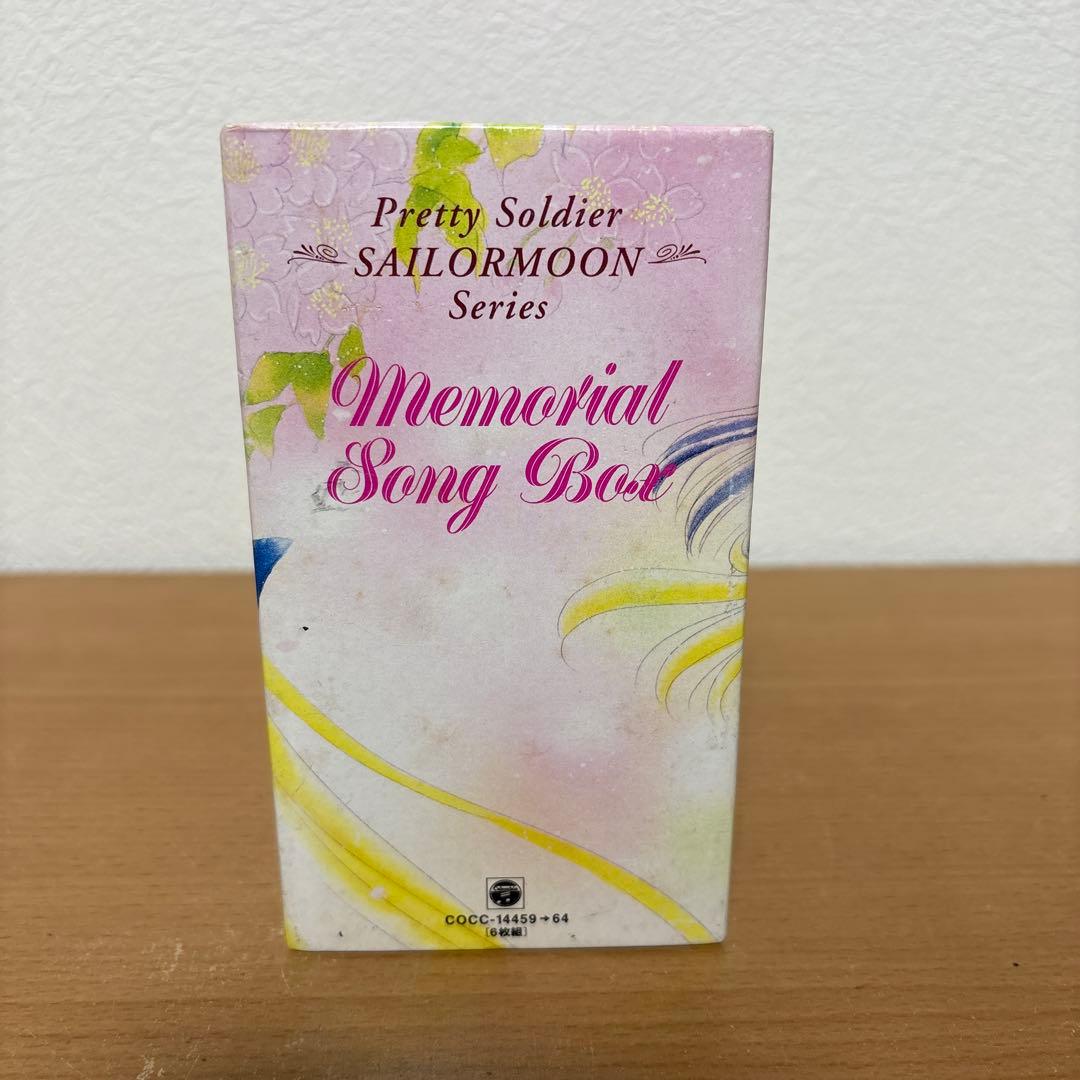 Pretty Soldier
SAILORMOON
Series
Memorial
Song Box
COCC-14459→64
[6枚組]